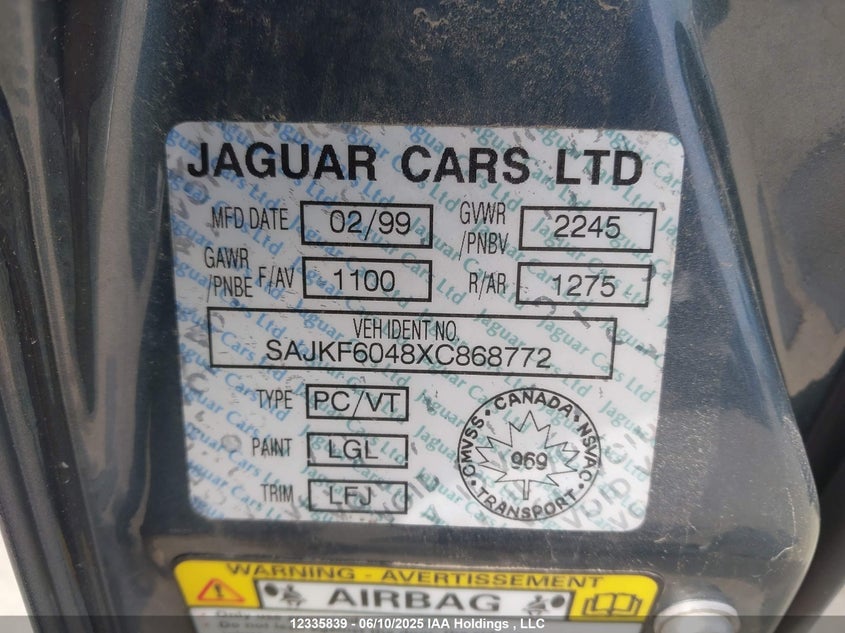 JAGUAR CARS LTD
MFD DATE 02/99 GVWR /PNBV 2245
GAWR /PNBE F/AV 1100 R/AR 1275
VEH IDENT NO.
SAJKF6048XC868772
TYPE PC/VT
PAINT LGL
TRIM LFJ
CANADA
CMVSS · NSVAC
969
TRANSPORT
WARNING - AVERTISSEMENT
AIRBAG
12335839 - 06/10/2025 IAA Holdings , LLC